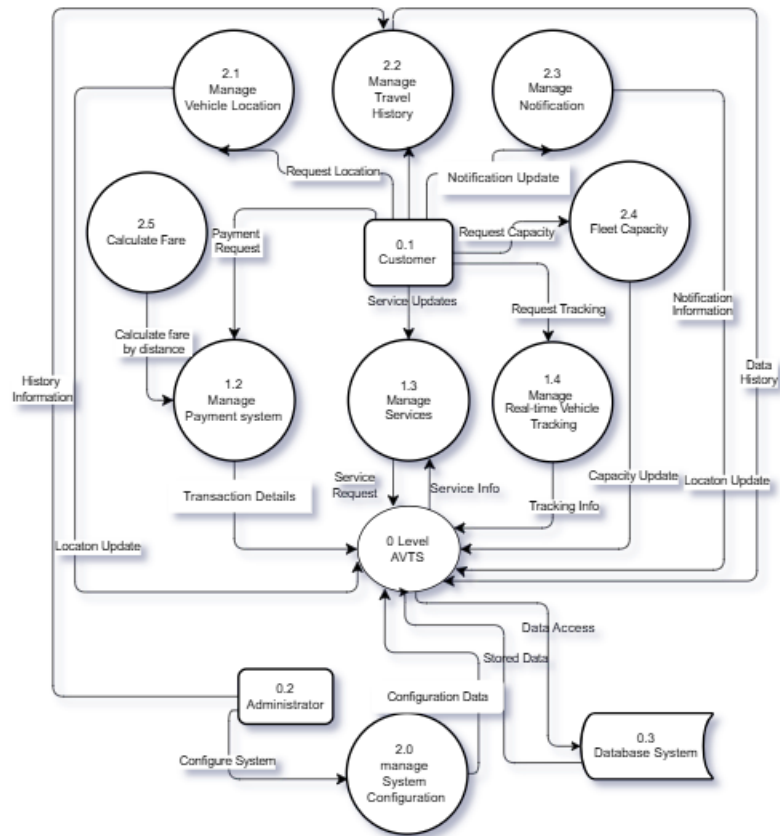 2.1
Manage
Vehicle Location
2.2
Manage
Travel
History
2.3
Manage
Notification
Request Location
Notification Update
2.5
Calculate Fare
Payment
Request
0.1
Customer
Request Capacity
2.4
Fleet Capacity
Service Updates
Request Tracking
Notification
Information
Calculate fare
by distance
History
Information
1.2
Manage
Payment system
1.3
Manage
Services
1.4
Manage
Real-time Vehicle
Tracking
Data
History
Transaction Details
Service
Request
Service Info
Tracking Info
Capacity Update
Locaton Update
Locaton Update
0 Level
AVTS
Data Access
Stored Data
0.2
Administrator
Configuration Data
Configure System
2.0
manage
System
Configuration
0.3
Database System